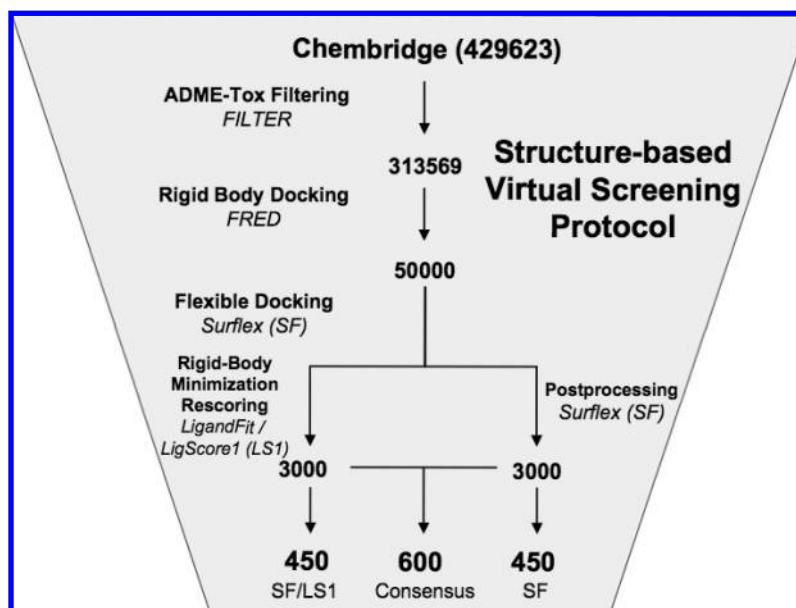 Chembridge (429623)
ADME-Tox Filtering
FILTER
313569
Structure-based
Virtual Screening
Protocol
Rigid Body Docking
FRED
50000
Flexible Docking
Surflex (SF)
Rigid-Body
Minimization
Rescoring
LigandFit /
LigScore1 (LS1)
Postprocessing
Surflex (SF)
3000
3000
450
600
450
SF/LS1
Consensus
SF